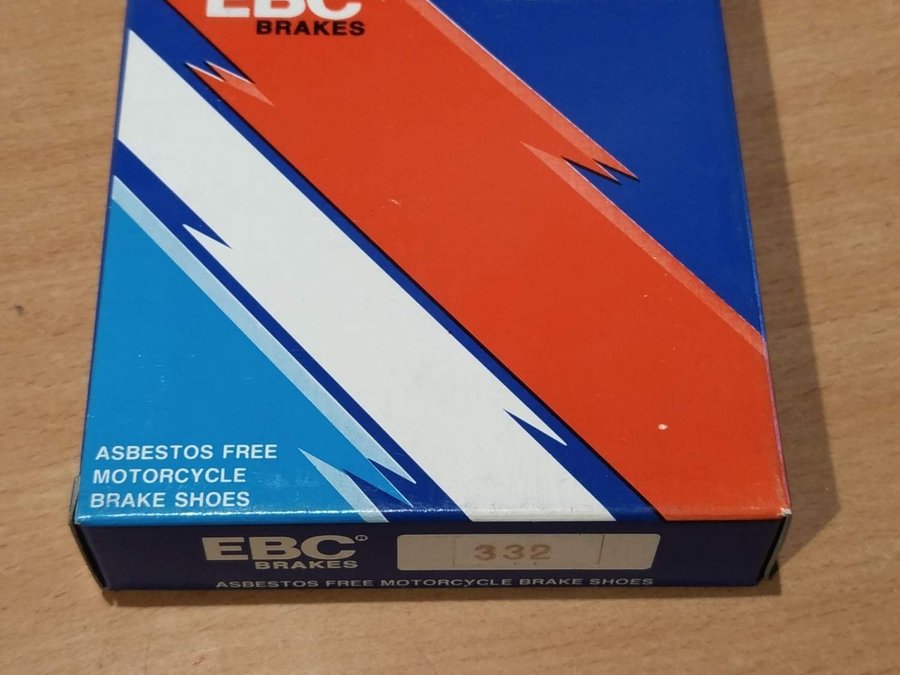 EBC
BRAKES
ASBESTOS FREE
MOTORCYCLE
BRAKE SHOES
EBC®
BRAKES
332
ASBESTOS FREE MOTORCYCLE BRAKE SHOES